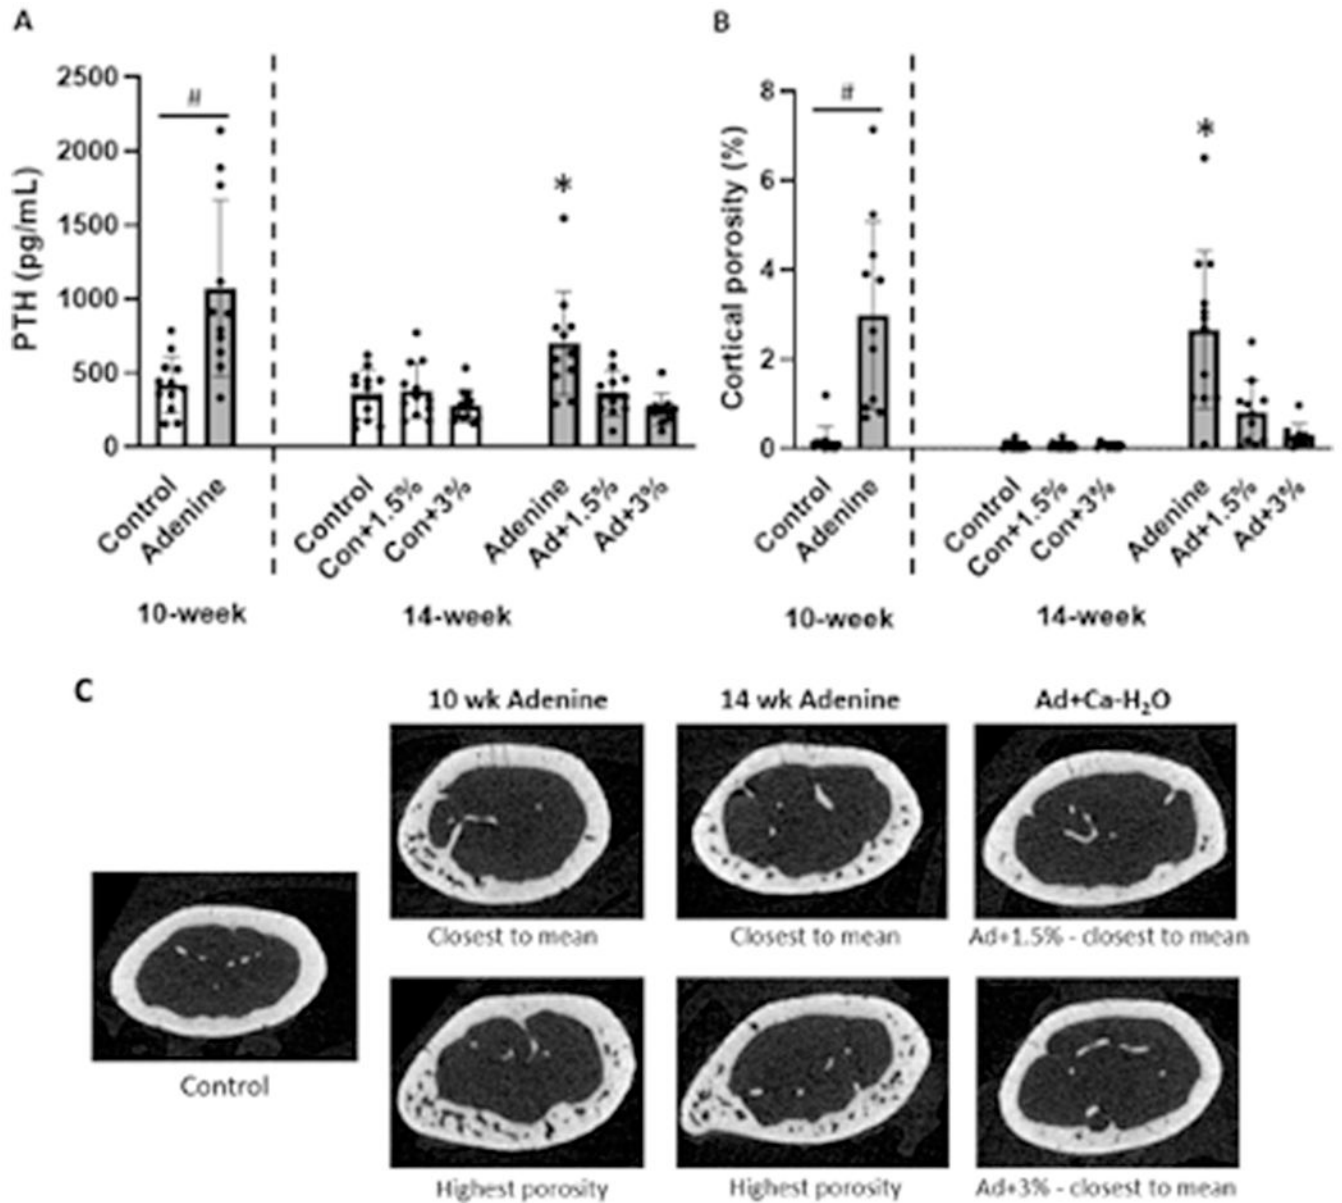 A
B
2500
2000
1500
1000
500
0
PTH (pg/mL)
#
*
Control
Adenine
Control
Con+1.5%
Con+3%
Adenine
Ad+1.5%
Ad+3%
10-week
14-week
8
6
4
2
0
Cortical porosity (%)
#
*
Control
Adenine
Control
Con+1.5%
Con+3%
Adenine
Ad+1.5%
Ad+3%
10-week
14-week
C
10 wk Adenine
14 wk Adenine
Ad+Ca-H₂O
Closest to mean
Closest to mean
Ad+1.5% - closest to mean
Control
Highest porosity
Highest porosity
Ad+3% - closest to mean